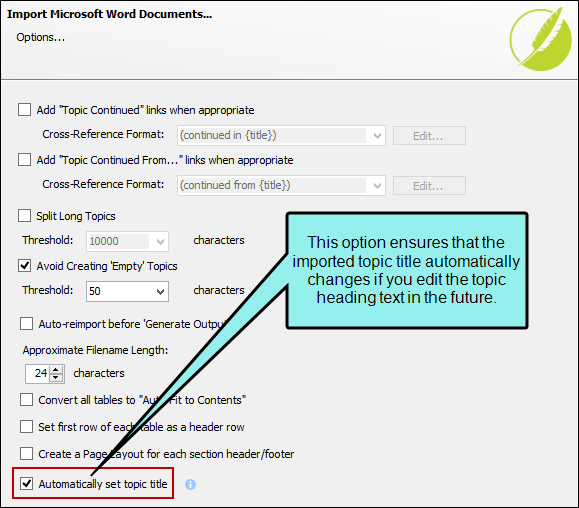 Import Microsoft Word Documents...
Options...
Add "Topic Continued" links when appropriate
Cross-Reference Format: (continued in {title}) Edit...
Add "Topic Continued From..." links when appropriate
Cross-Reference Format: (continued from {title}) Edit...
Split Long Topics
Threshold: 10000 characters
Avoid Creating 'Empty' Topics
Threshold: 50 characters
This option ensures that the
imported topic title automatically
changes if you edit the topic
heading text in the future.
Auto-reimport before 'Generate Output'
Approximate Filename Length:
24 characters
Convert all tables to "Auto Fit to Contents"
Set first row of each table as a header row
Create a Page Layout for each section header/footer
Automatically set topic title